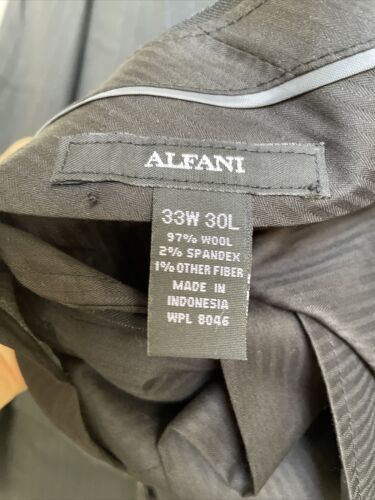 ALFANI
33W 30L
97% WOOL
2% SPANDEX
1% OTHER FIBER
MADE IN
INDONESIA
WPL 8046